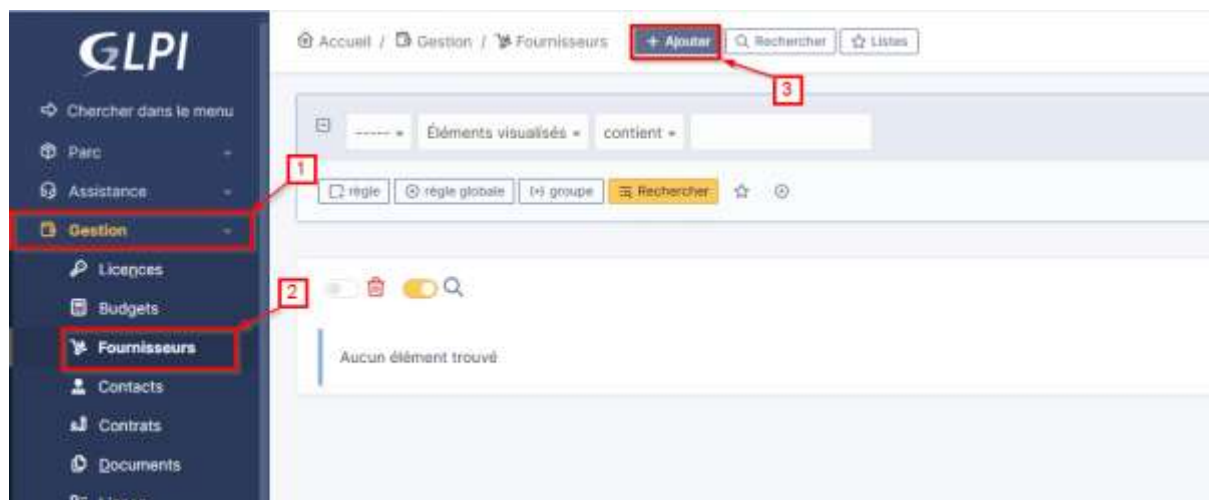 GLPI
Accueil / Gestion / Fournisseurs + Ajouter Rechercher Listes
3
Chercher dans le menu
----- Éléments visualisés contient
Parc
1
Assistance
règle règle globale (+) groupe Rechercher
Gestion
Licences
2
Budgets
Fournisseurs
Aucun élément trouvé
Contacts
Contrats
Documents